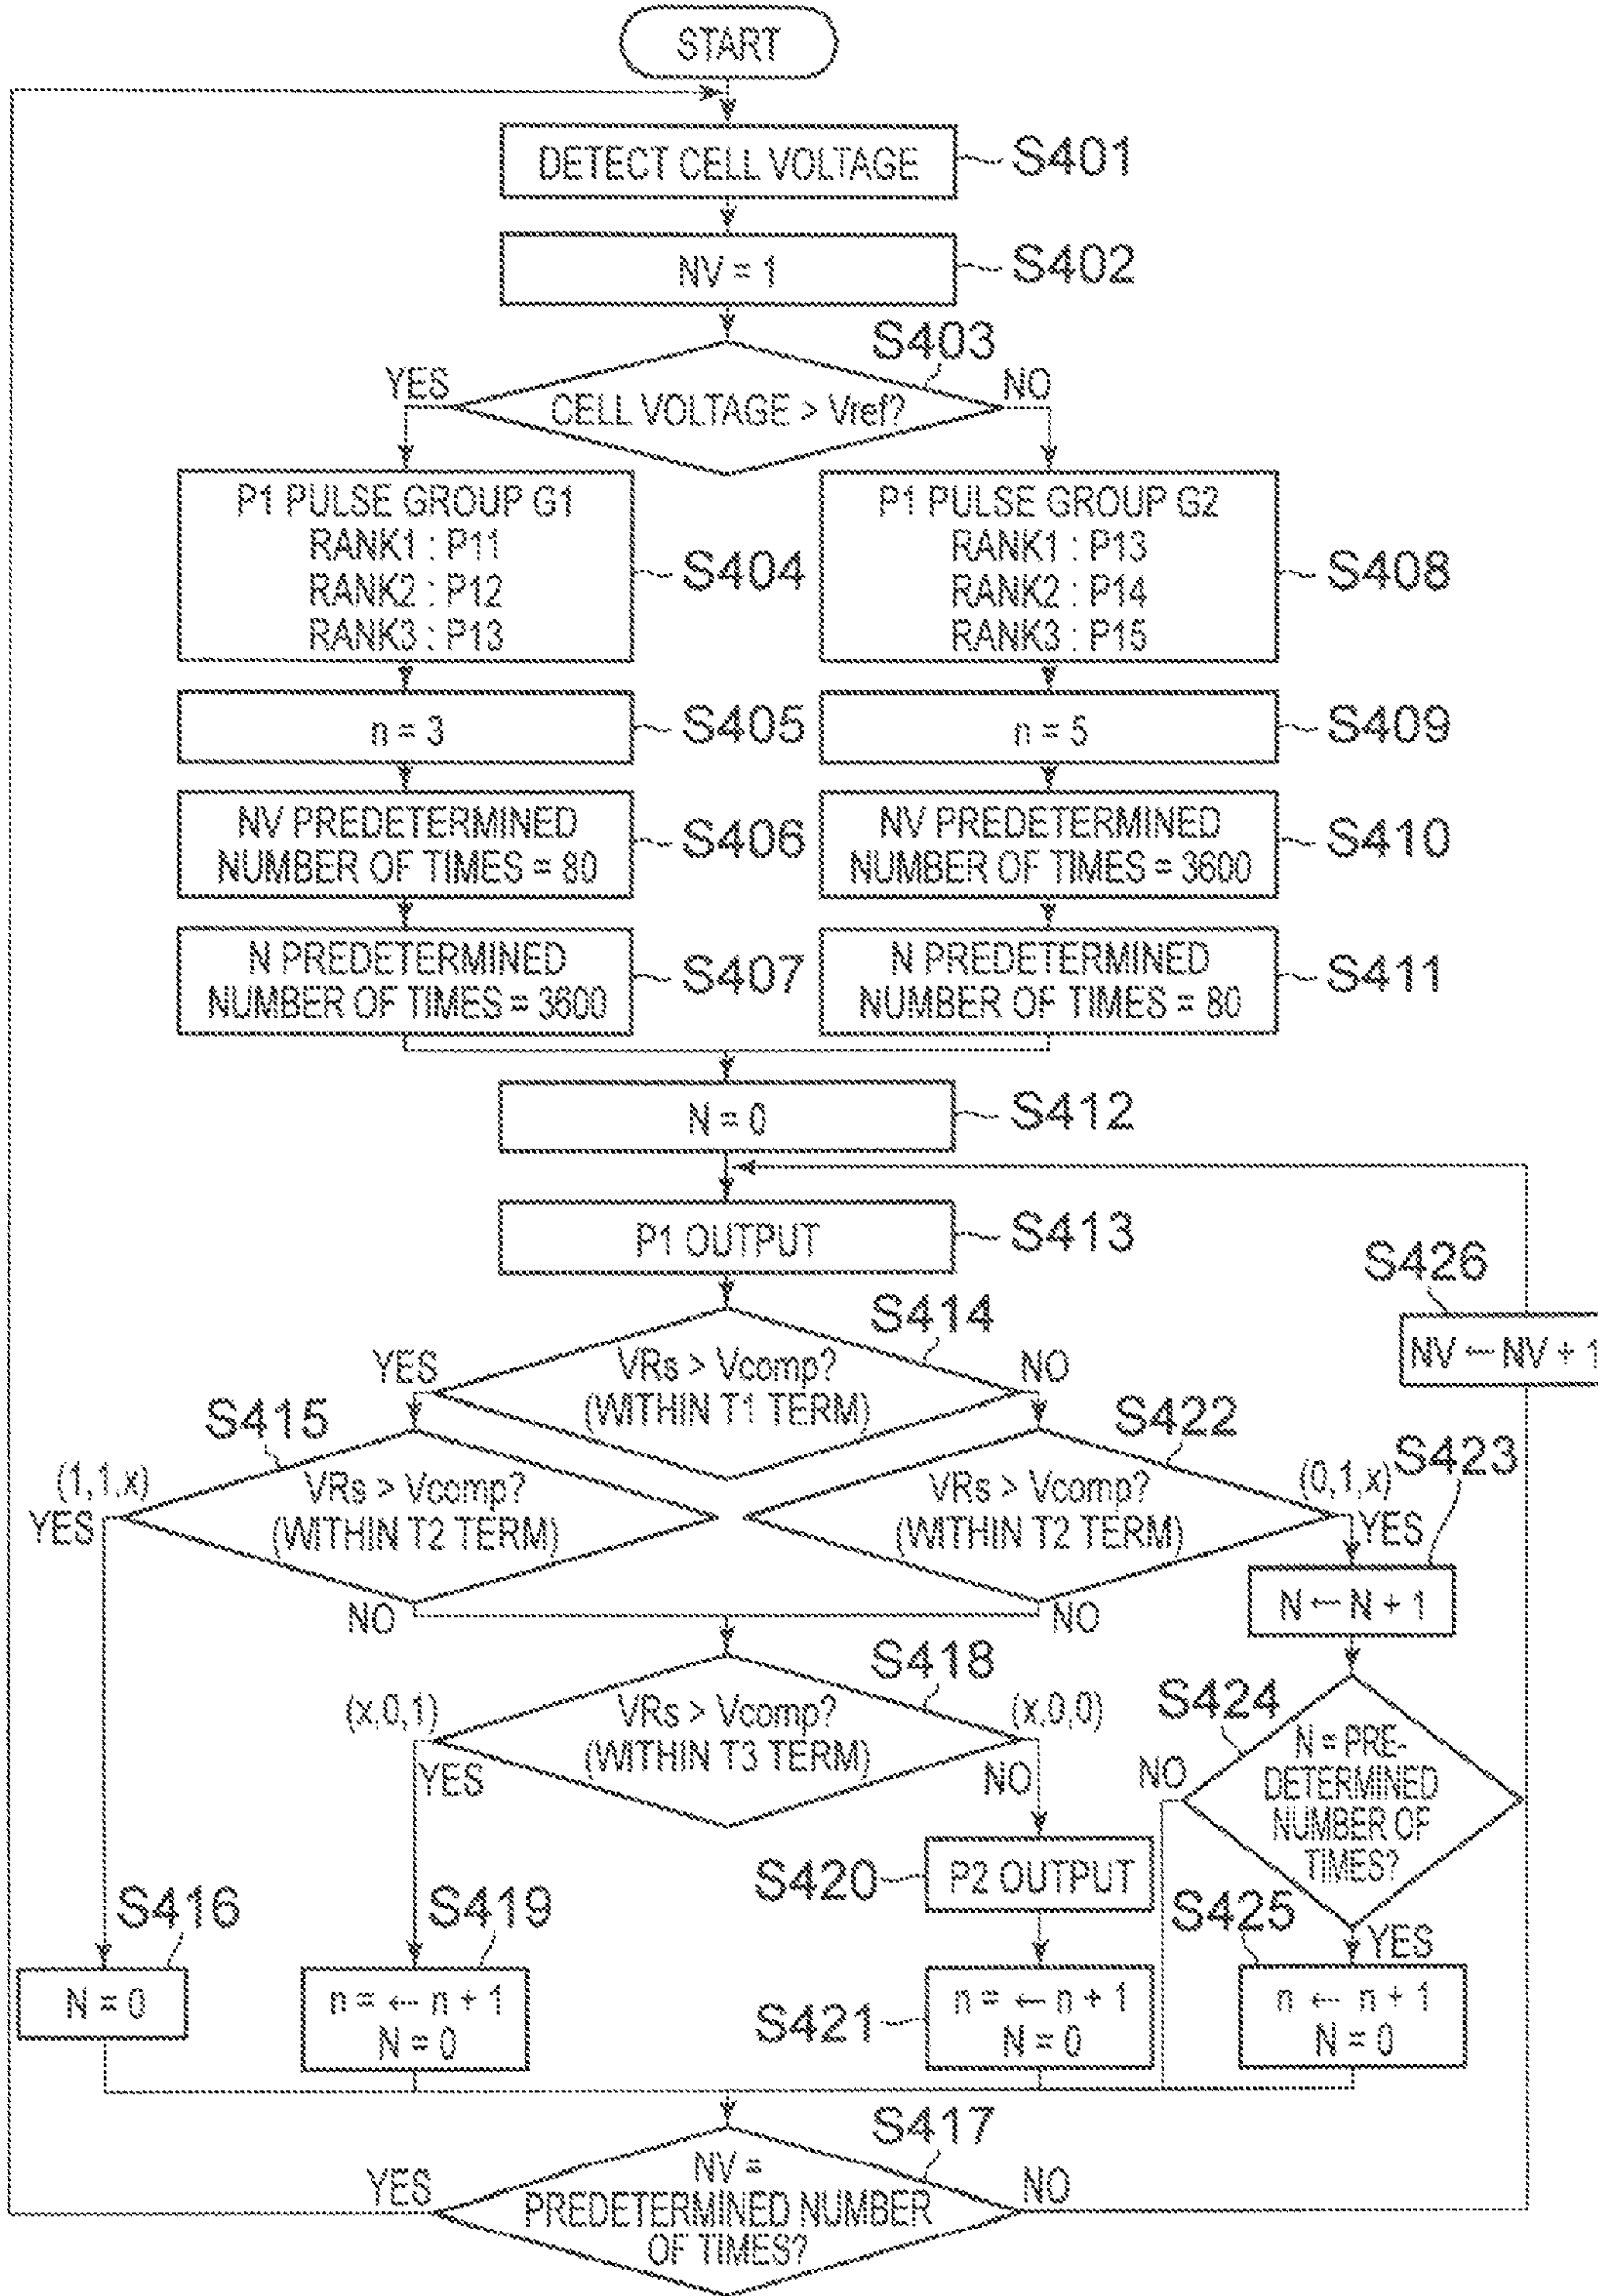 START
DETECT CELL VOLTAGE
S401
NV = 1
S402
S403
YES
CELL VOLTAGE > Vref?
NO
P1 PULSE GROUP G1
RANK1 : P11
RANK2 : P12
RANK3 : P13
S404
P1 PULSE GROUP G2
RANK1 : P13
RANK2 : P14
RANK3 : P15
S408
n = 3
S405
n = 5
S409
NV PREDETERMINED
NUMBER OF TIMES = 80
S406
NV PREDETERMINED
NUMBER OF TIMES = 3600
S410
N PREDETERMINED
NUMBER OF TIMES = 3600
S407
N PREDETERMINED
NUMBER OF TIMES = 80
S411
N = 0
S412
P1 OUTPUT
S413
S426
NV ← NV + 1
S414
YES
VRs > Vcomp?
(WITHIN T1 TERM)
NO
S415
(1,1,x)
YES
VRs > Vcomp?
(WITHIN T2 TERM)
NO
S422
VRs > Vcomp?
(WITHIN T2 TERM)
(0,1,x)
YES
NO
S423
N ← N + 1
S418
(x,0,1)
YES
VRs > Vcomp?
(WITHIN T3 TERM)
(x,0,0)
NO
S424
NO
N = PRE-
DETERMINED
NUMBER OF
TIMES?
YES
S420
P2 OUTPUT
S416
N = 0
S419
n = ← n + 1
N = 0
S421
n = ← n + 1
N = 0
S425
n ← n + 1
N = 0
S417
YES
NV =
PREDETERMINED NUMBER
OF TIMES?
NO